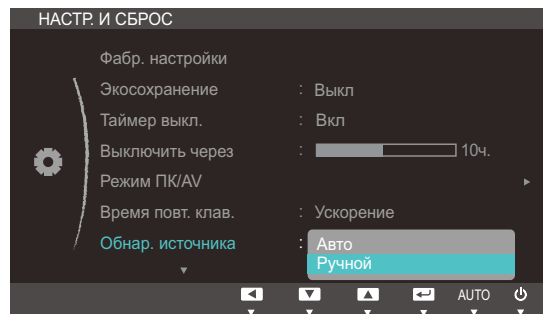 НАСТР. И СБРОС
Фабр. настройки
Экосохранение : Выкл
Таймер выкл. : Вкл
Выключить через : 10ч.
Режим ПК/AV
Время повт. клав. : Ускорение
Обнар. источника : Авто
Ручной
AUTO